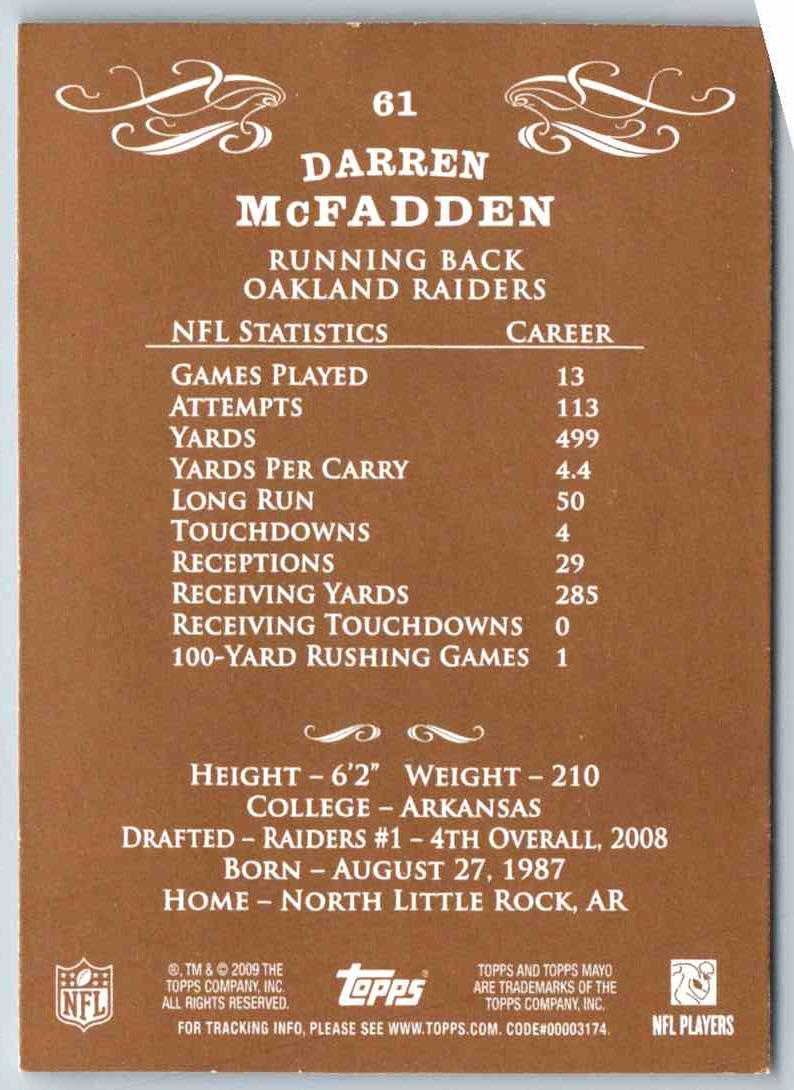 61
DARREN
McFADDEN
RUNNING BACK
OAKLAND RAIDERS
NFL STATISTICS CAREER
GAMES PLAYED 13
ATTEMPTS 113
YARDS 499
YARDS PER CARRY 4.4
LONG RUN 50
TOUCHDOWNS 4
RECEPTIONS 29
RECEIVING YARDS 285
RECEIVING TOUCHDOWNS 0
100-YARD RUSHING GAMES 1
HEIGHT – 6'2" WEIGHT – 210
COLLEGE – ARKANSAS
DRAFTED – RAIDERS #1 – 4TH OVERALL, 2008
BORN – AUGUST 27, 1987
HOME – NORTH LITTLE ROCK, AR
NFL
®, TM & © 2009 THE
TOPPS COMPANY, INC.
ALL RIGHTS RESERVED.
topps®
TOPPS AND TOPPS MAYO
ARE TRADEMARKS OF THE
TOPPS COMPANY, INC.
FOR TRACKING INFO, PLEASE SEE WWW.TOPPS.COM. CODE#00003174.
NFL PLAYERS